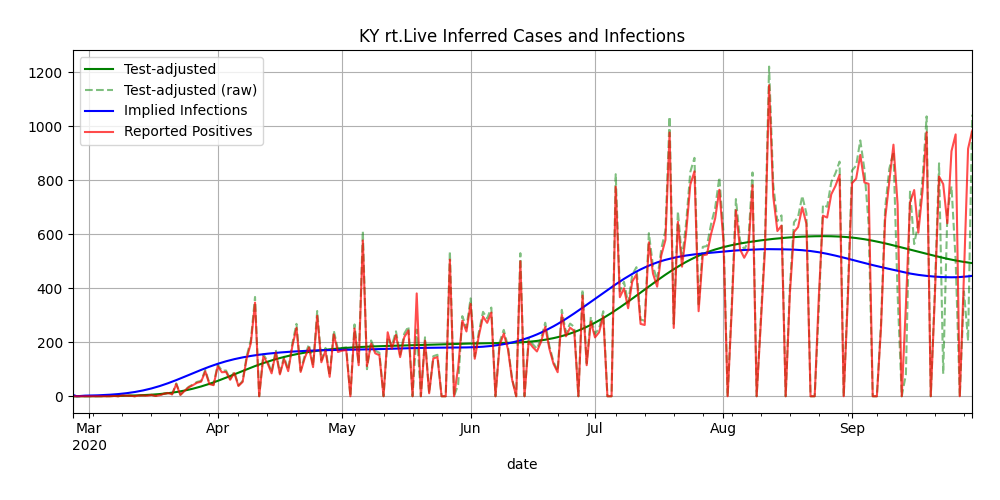 KY rt.Live Inferred Cases and Infections
Test-adjusted
Test-adjusted (raw)
Implied Infections
Reported Positives
1200
1000
800
600
400
200
0
Mar Apr May Jun Jul Aug Sep
2020
date